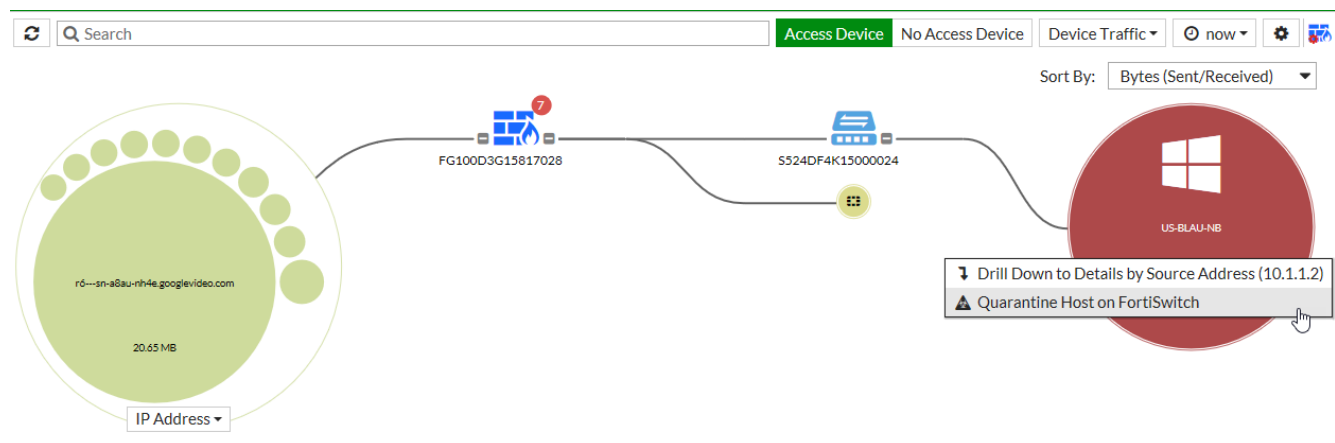 Search
Access Device
No Access Device
Device Traffic
now
Sort By:
Bytes (Sent/Received)
7
FG100D3G15817028
S524DF4K15000024
US-BLAU-NB
r6---sn-a8au-nh4e.googlevideo.com
20.65 MB
Drill Down to Details by Source Address (10.1.1.2)
Quarantine Host on FortiSwitch
IP Address